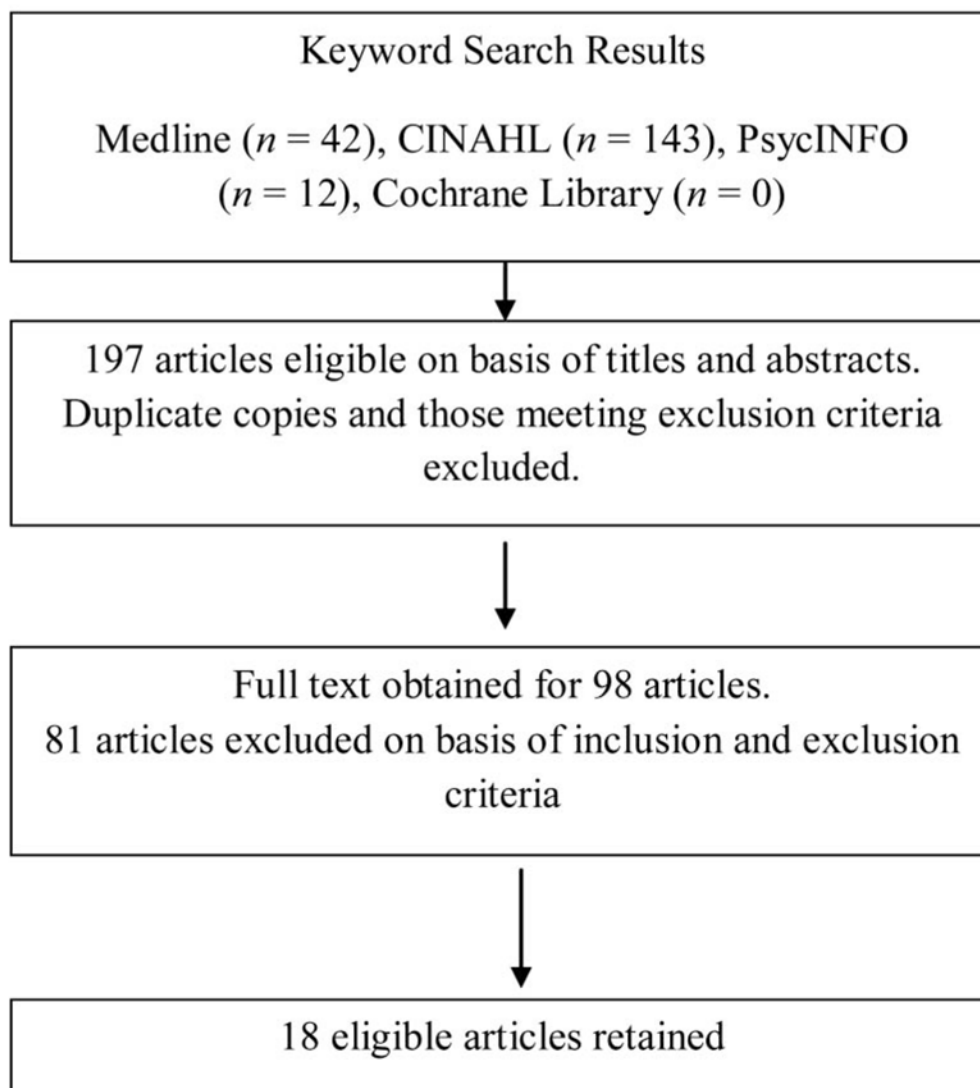 Keyword Search Results
Medline (n = 42), CINAHL (n = 143), PsycINFO
(n = 12), Cochrane Library (n = 0)
197 articles eligible on basis of titles and abstracts.
Duplicate copies and those meeting exclusion criteria
excluded.
Full text obtained for 98 articles.
81 articles excluded on basis of inclusion and exclusion
criteria
18 eligible articles retained